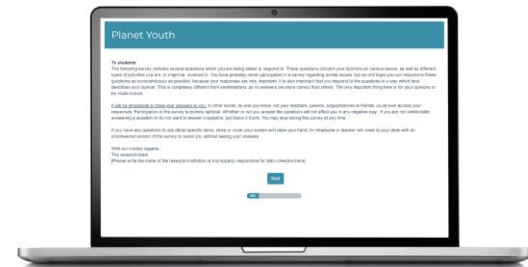 Planet Youth
To students
The following survey contains several questions which you are being asked to respond to. These questions concern your opinions on various issues, as well as different
types of activities you are, or might be, involved in. You have probably never participated in a survey regarding similar issues, but we still hope you can respond to these
questions as conscientiously as possible, because your responses are very important. It is also important that you respond to the questions in a way which best
describes your opinion. This is completely different from examinations, as no answers are more correct than others. The only important thing here is for your opinions to
be made known.
It will be impossible to trace your answers to you. In other words, no one you know, not your teachers, parents, acquaintances or friends, could ever access your
responses. Participation in the survey is entirely optional. Whether or not you answer the questions will not affect you in any negative way. If you are not comfortable
answering a question or do not want to answer a question, just leave it blank. You may stop taking this survey at any time.
If you have any questions to ask about specific items, close or cover your screen and raise your hand. An employee or teacher will come to your desk with an
unanswered version of the survey to assist you without seeing your answers.
With our honest regards,
The research team
[Please write the name of the research institution or municipality responsible for data collection here]
Next
0%